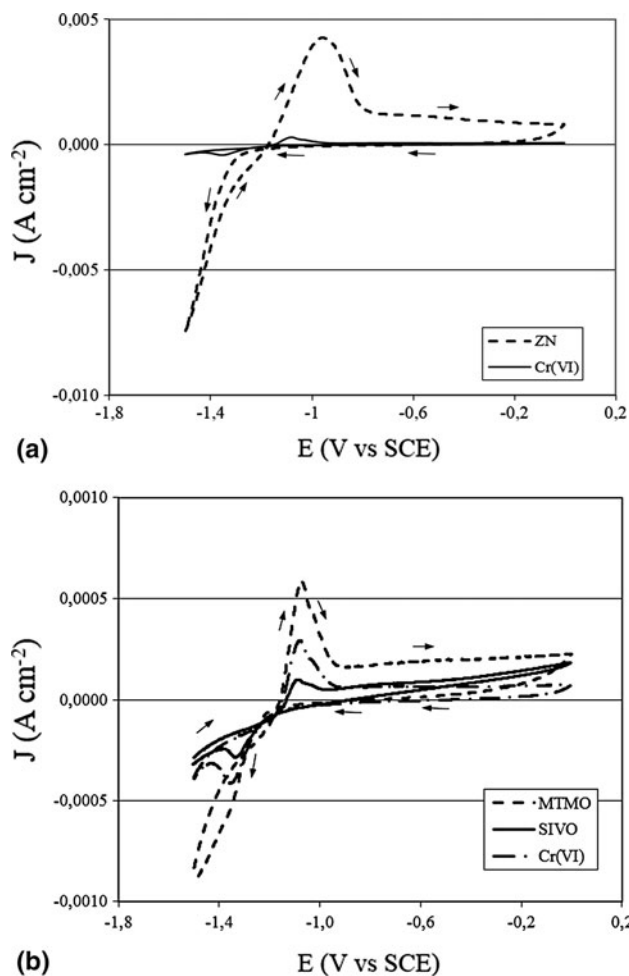 0,005
0,000
-0,005
-0,010
J (A cm⁻²)
ZN
Cr(VI)
-1,8 -1,4 -1 -0,6 -0,2 0,2
E (V vs SCE)
(a)
0,0010
0,0005
0,0000
-0,0005
-0,0010
J (A cm⁻²)
MTMO
SIVO
Cr(VI)
-1,8 -1,4 -1,0 -0,6 -0,2 0,2
E (V vs SCE)
(b)